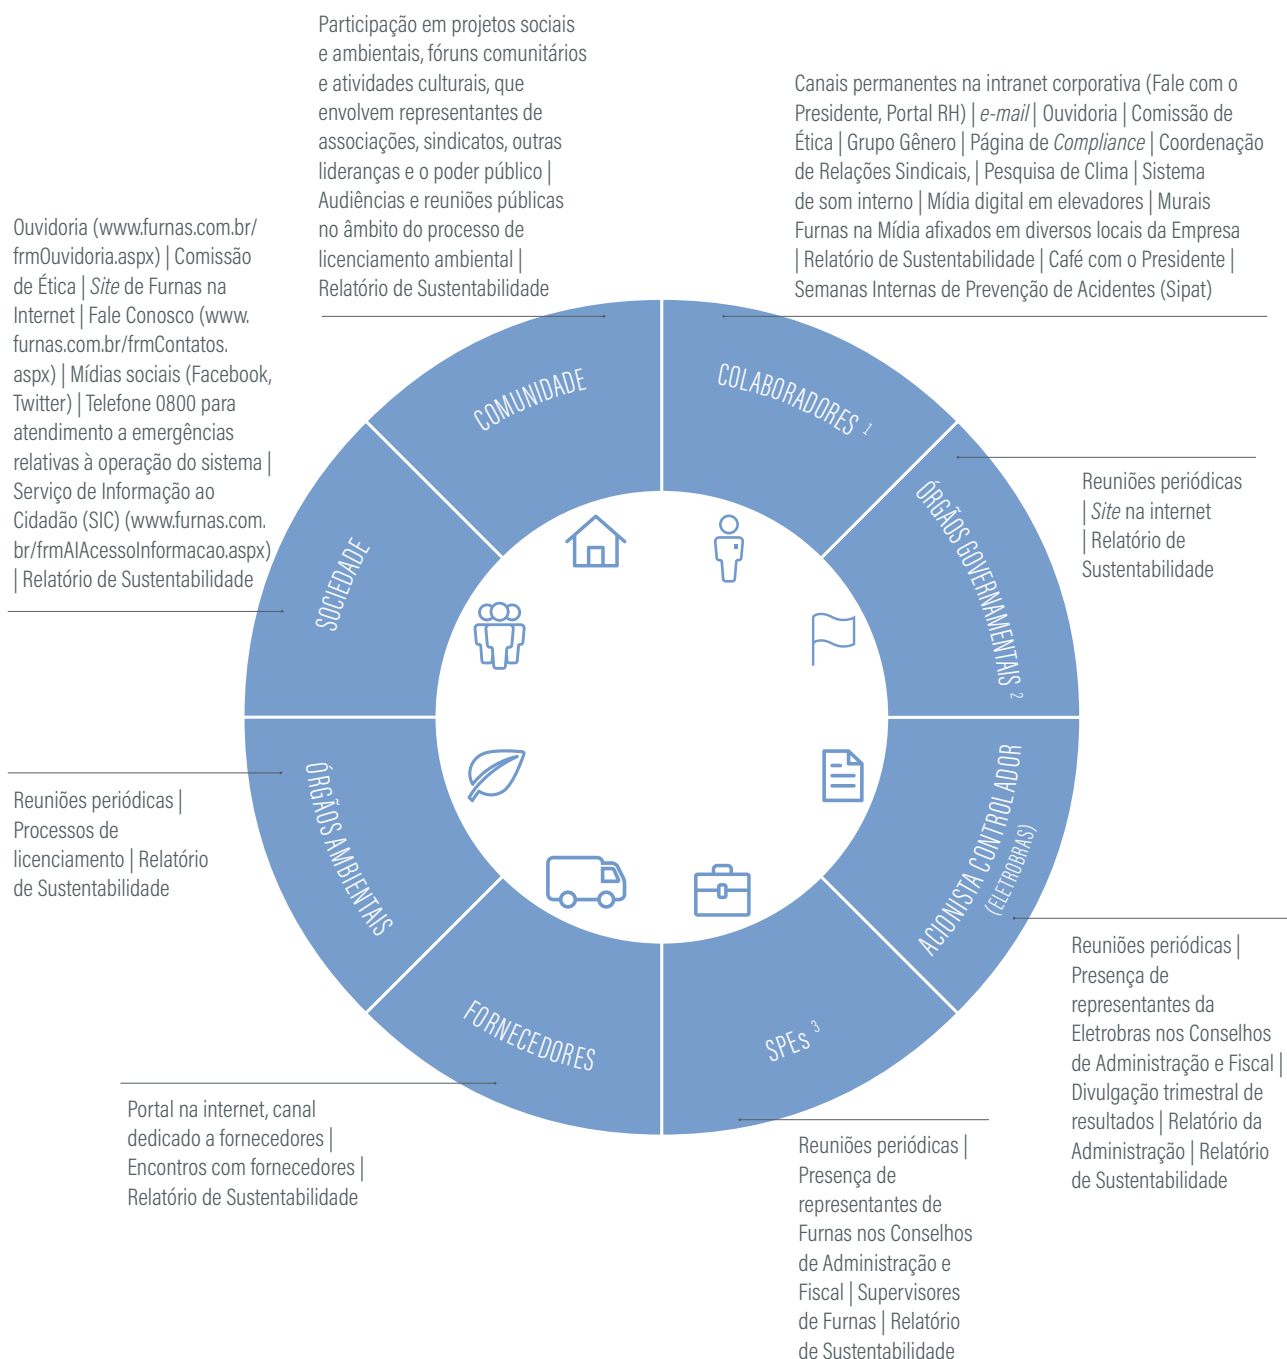 Participação em projetos sociais
e ambientais, fóruns comunitários
e atividades culturais, que
envolvem representantes de
associações, sindicatos, outras
lideranças e o poder público |
Audiências e reuniões públicas
no âmbito do processo de
licenciamento ambiental |
Relatório de Sustentabilidade
Canais permanentes na intranet corporativa (Fale com o
Presidente, Portal RH) | e-mail | Ouvidoria | Comissão de
Ética | Grupo Gênero | Página de Compliance | Coordenação
de Relações Sindicais, | Pesquisa de Clima | Sistema
de som interno | Mídia digital em elevadores | Murais
Furnas na Mídia afixados em diversos locais da Empresa
| Relatório de Sustentabilidade | Café com o Presidente |
Semanas Internas de Prevenção de Acidentes (Sipat)
Ouvidoria (www.furnas.com.br/
frmOuvidoria.aspx) | Comissão
de Ética | Site de Furnas na
Internet | Fale Conosco (www.
furnas.com.br/frmContatos.
aspx) | Mídias sociais (Facebook,
Twitter) | Telefone 0800 para
atendimento a emergências
relativas à operação do sistema |
Serviço de Informação ao
Cidadão (SIC) (www.furnas.com.
br/frmAIAcessoInformacao.aspx)
| Relatório de Sustentabilidade
COMUNIDADE
COLABORADORES 1
ÓRGÃOS GOVERNAMENTAIS 2
Reuniões periódicas
| Site na internet
| Relatório de
Sustentabilidade
SOCIEDADE
ÓRGÃOS AMBIENTAIS
Reuniões periódicas |
Processos de
licenciamento | Relatório
de Sustentabilidade
ACIONISTA CONTROLADOR
(ELETROBRAS)
Reuniões periódicas |
Presença de
representantes da
Eletrobras nos Conselhos
de Administração e Fiscal |
Divulgação trimestral de
resultados | Relatório da
Administração | Relatório
de Sustentabilidade
FORNECEDORES
SPEs 3
Portal na internet, canal
dedicado a fornecedores |
Encontros com fornecedores |
Relatório de Sustentabilidade
Reuniões periódicas |
Presença de
representantes de
Furnas nos Conselhos
de Administração e
Fiscal | Supervisores
de Furnas | Relatório
de Sustentabilidade